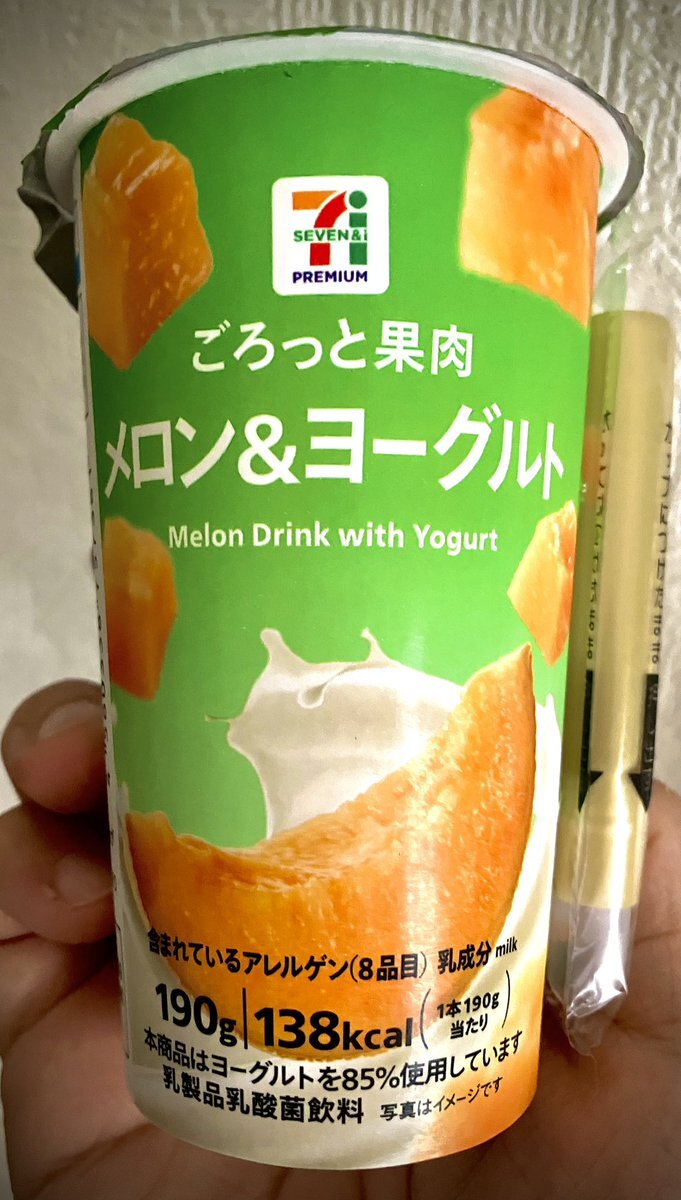 SEVEN&i
PREMIUM
ごろっと果肉
メロン&ヨーグルト
Melon Drink with Yogurt
含まれているアレルゲン(8品目) 乳成分 milk
190g 138kcal (1本190g当たり)
本商品はヨーグルトを85%使用しています
乳製品乳酸菌飲料 写真はイメージです